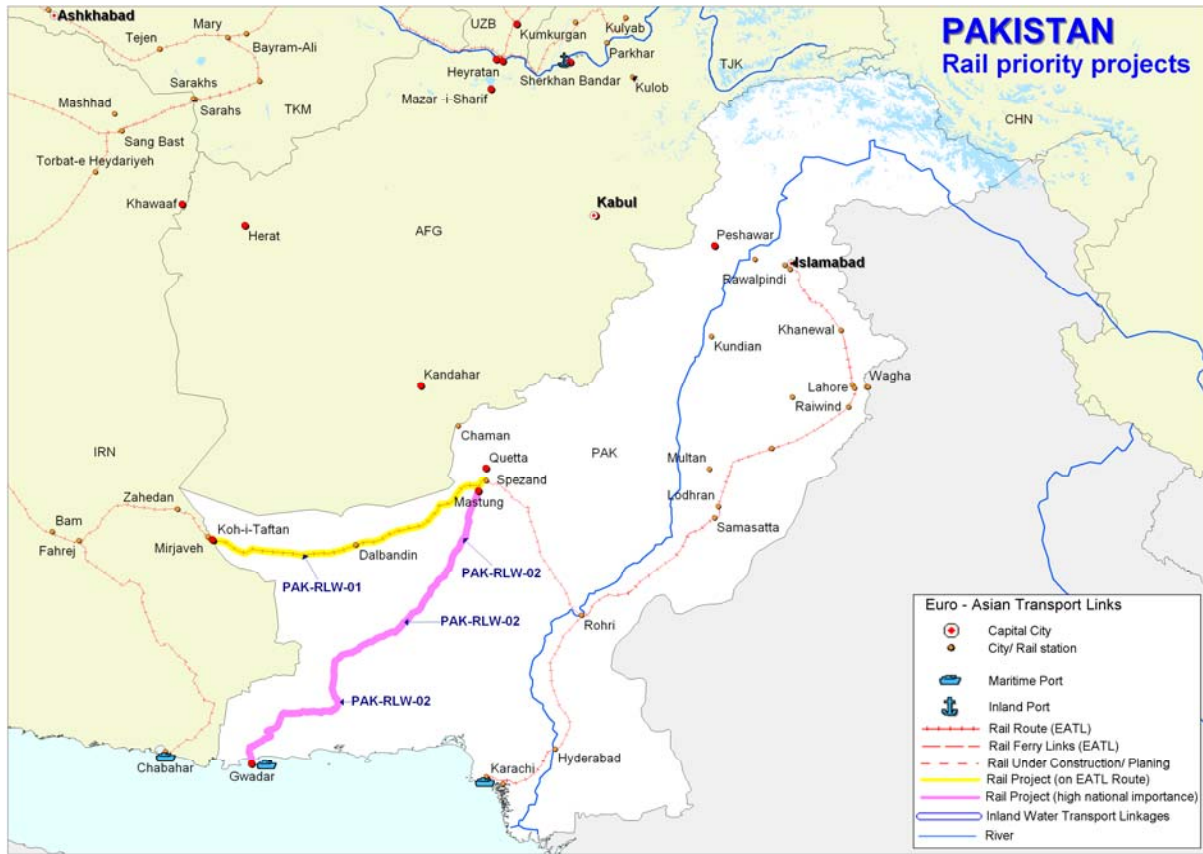 PAKISTAN
Rail priority projects
Ashkhabad
Tejen
Mary
Bayram-Ali
UZB
Kumkurgan
Kulyab
Parkhar
Heyratan
Sherkhan Bandar
TJK
Mazar -i-Sharif
Kulob
Sarakhs
Sarahs
TKM
CHN
Mashhad
Sang Bast
Torbat-e Heydariyeh
Khawaaf
Herat
AFG
Kabul
Peshawar
Islamabad
Rawalpindi
Khanewal
Kundian
Kandahar
Lahore
Wagha
Raiwind
Chaman
IRN
PAK
Quetta
Spezand
Multan
Mastung
Lodhran
Samasatta
Zahedan
Bam
Fahrej
Koh-i-Taftan
Mirjaveh
Dalbandin
PAK-RLW-01
PAK-RLW-02
PAK-RLW-02
Rohri
PAK-RLW-02
Chabahar
Gwadar
Karachi
Hyderabad
Euro - Asian Transport Links
Capital City
City/ Rail station
Maritime Port
Inland Port
Rail Route (EATL)
Rail Ferry Links (EATL)
Rail Under Construction/ Planing
Rail Project (on EATL Route)
Rail Project (high national importance)
Inland Water Transport Linkages
River